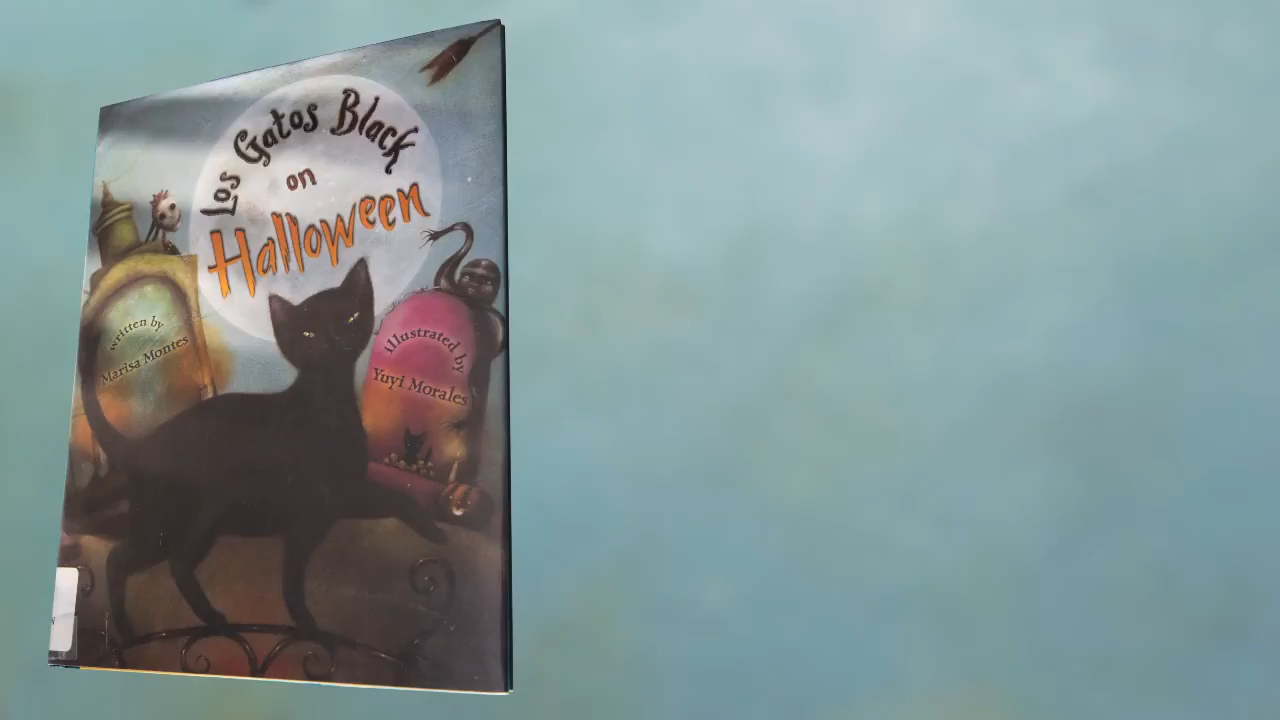 Los Gatos Black
on
Halloween
written by
Marisa Montes
illustrated by
Yuyi Morales